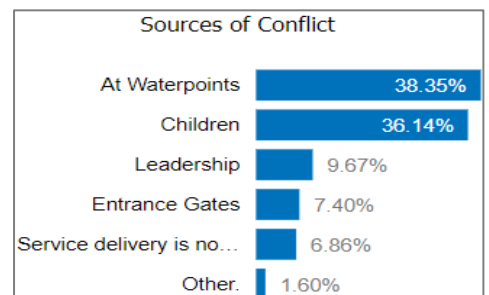 Sources of Conflict
At Waterpoints 38.35%
Children 36.14%
Leadership 9.67%
Entrance Gates 7.40%
Service delivery is no... 6.86%
Other. 1.60%